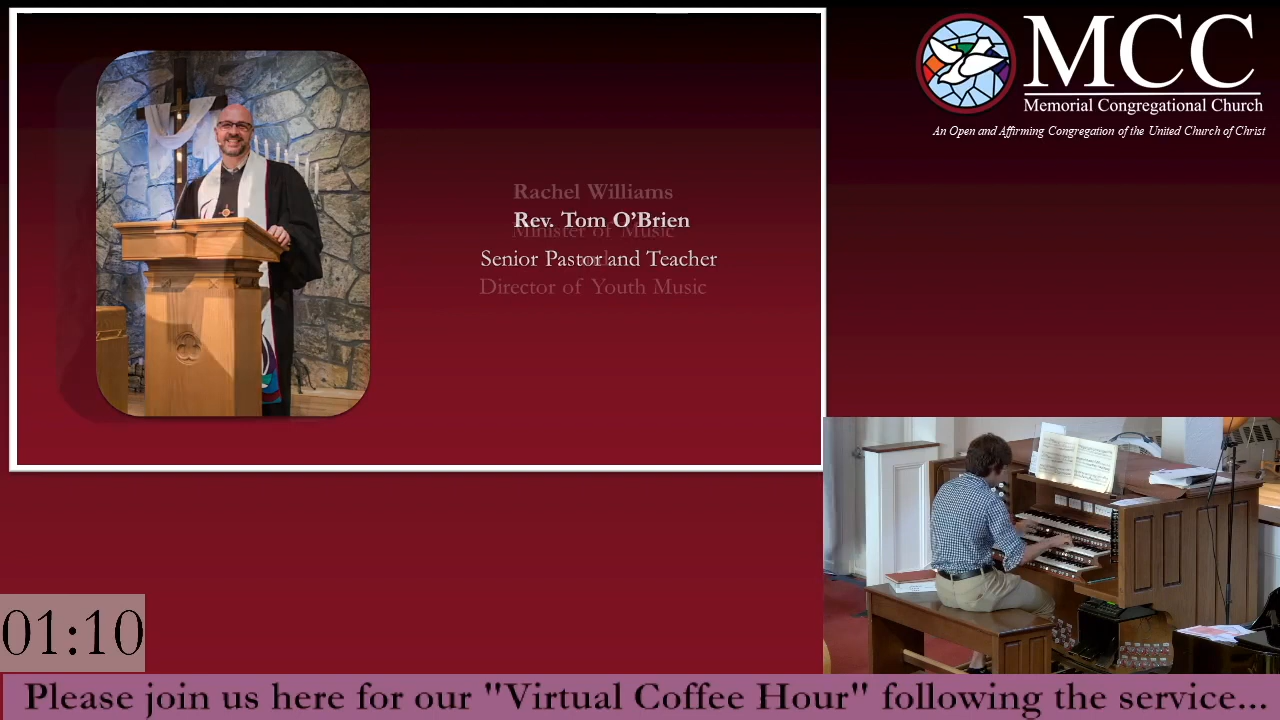 MCC
Memorial Congregational Church
An Open and Affirming Congregation of the United Church of Christ
Rachel Williams
Rev. Tom O’Brien
Minister of Music
Senior Pastor and Teacher
Director of Youth Music
01:10
Please join us here for our "Virtual Coffee Hour" following the service...